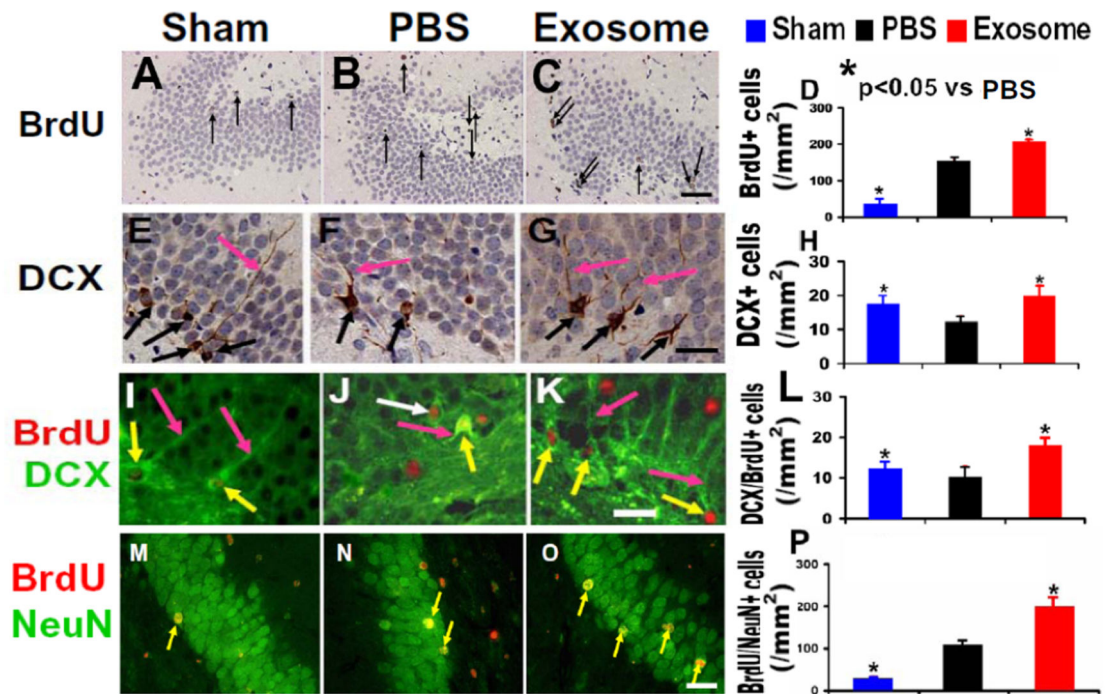 Sham PBS Exosome
Sham PBS Exosome
* p<0.05 vs PBS
BrdU
A
B
C
D
BrdU+ cells
(/mm²)
300
200
100
0
*
*
DCX
E
F
G
H
DCX+ cells
(/mm²)
30
20
10
0
*
*
BrdU
DCX
I
J
K
L
DCX/BrdU+ cells
(/mm²)
30
20
10
0
*
*
BrdU
NeuN
M
N
O
P
BrdU/NeuN+ cells
(/mm²)
300
200
100
0
*
*